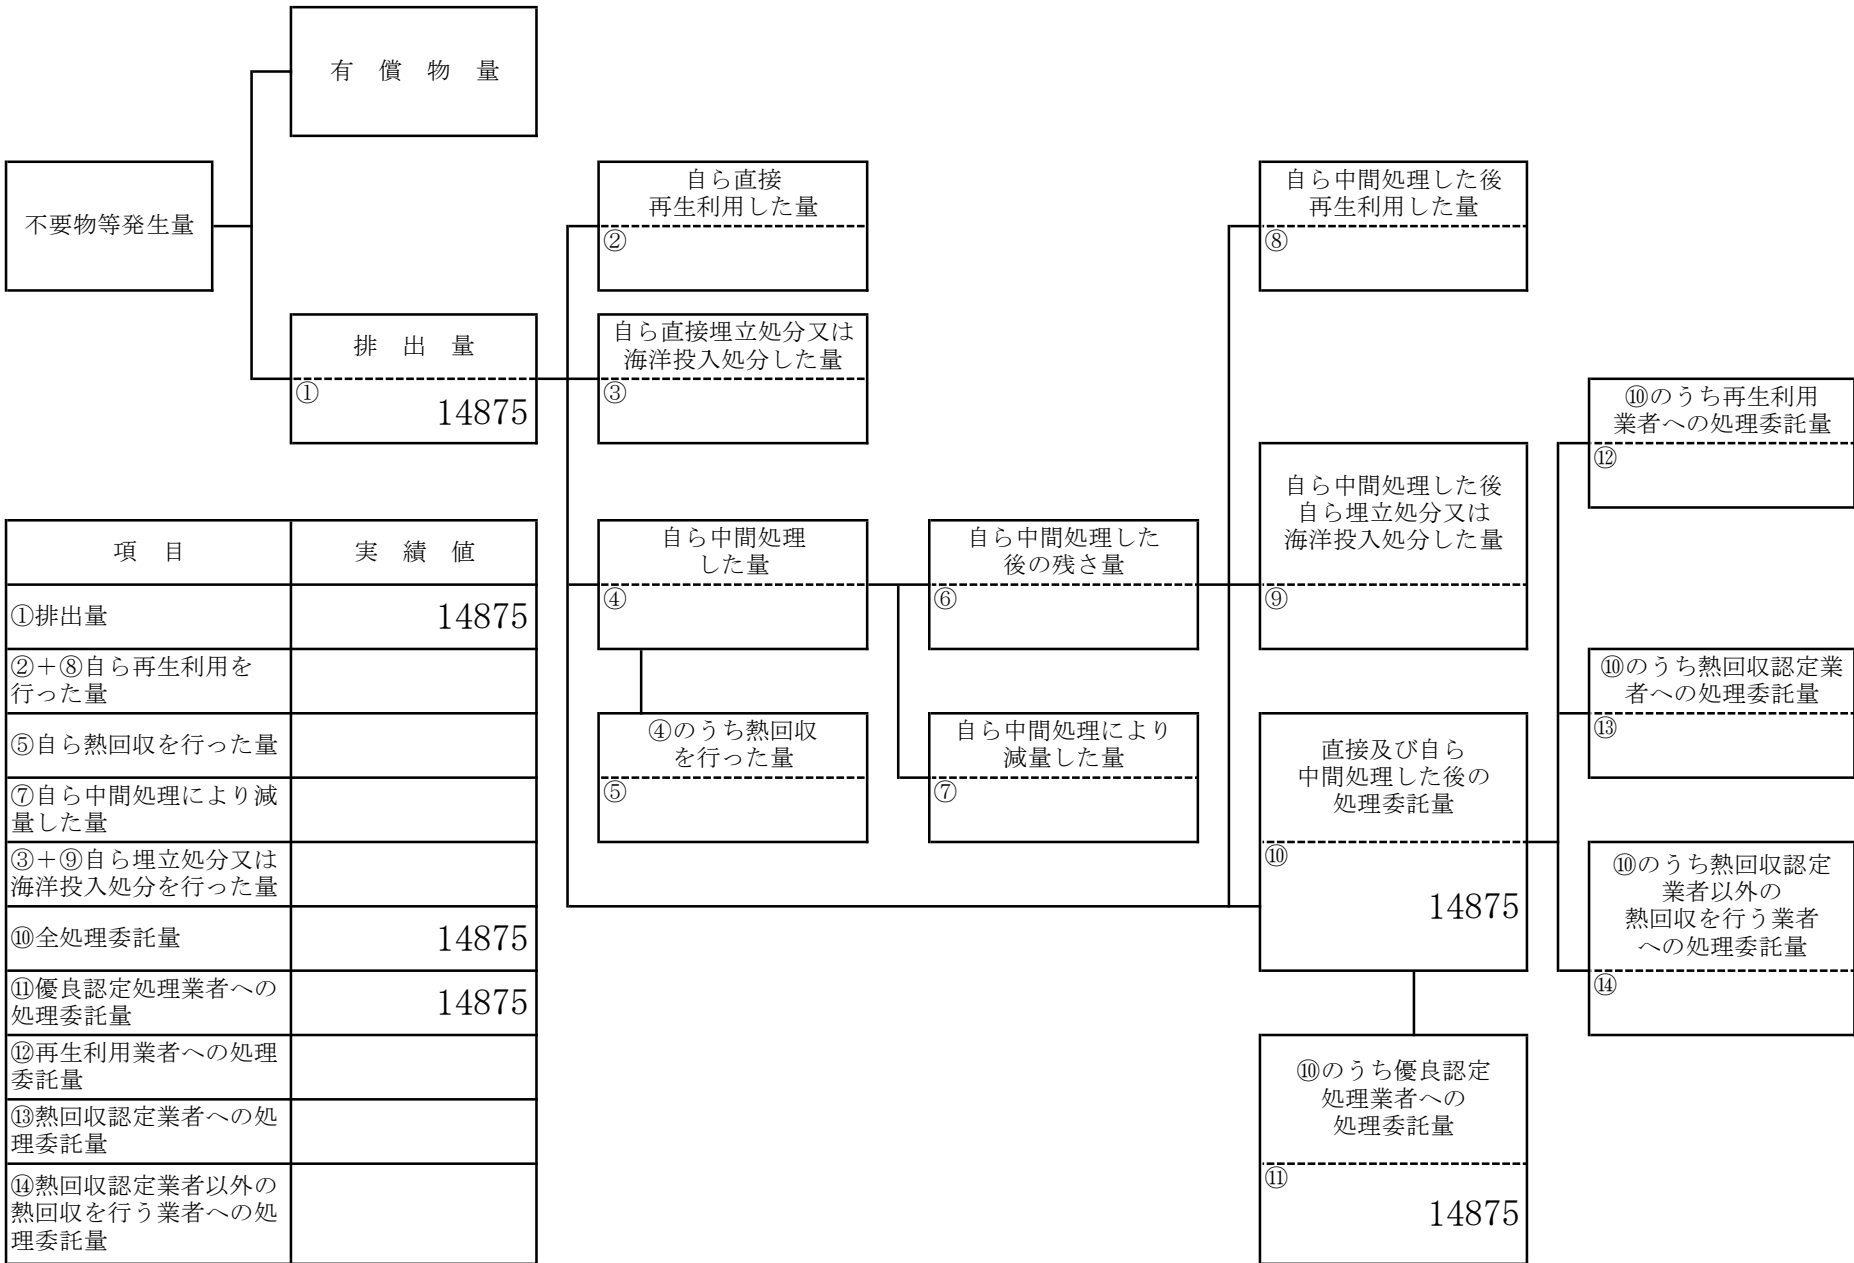 有償物量
不要物等発生量
排出量
①
14875
自ら直接
再生利用した量
②
自ら直接埋立処分又は
海洋投入処分した量
③
自ら中間処理
した量
④
④のうち熱回収
を行った量
⑤
自ら中間処理した
後の残さ量
⑥
自ら中間処理により
減量した量
⑦
自ら中間処理した後
再生利用した量
⑧
自ら中間処理した後
自ら埋立処分又は
海洋投入処分した量
⑨
直接及び自ら
中間処理した後の
処理委託量
⑩
14875
⑩のうち優良認定
処理業者への
処理委託量
⑪
14875
⑩のうち再生利用
業者への処理委託量
⑫
⑩のうち熱回収認定業
者への処理委託量
⑬
⑩のうち熱回収認定
業者以外の
熱回収を行う業者
への処理委託量
⑭
項目 実績値
①排出量 14875
②+⑧自ら再生利用を
行った量
⑤自ら熱回収を行った量
⑦自ら中間処理により減
量した量
③+⑨自ら埋立処分又は
海洋投入処分を行った量
⑩全処理委託量 14875
⑪優良認定処理業者への
処理委託量 14875
⑫再生利用業者への処理
委託量
⑬熱回収認定業者への処
理委託量
⑭熱回収認定業者以外の
熱回収を行う業者への処
理委託量